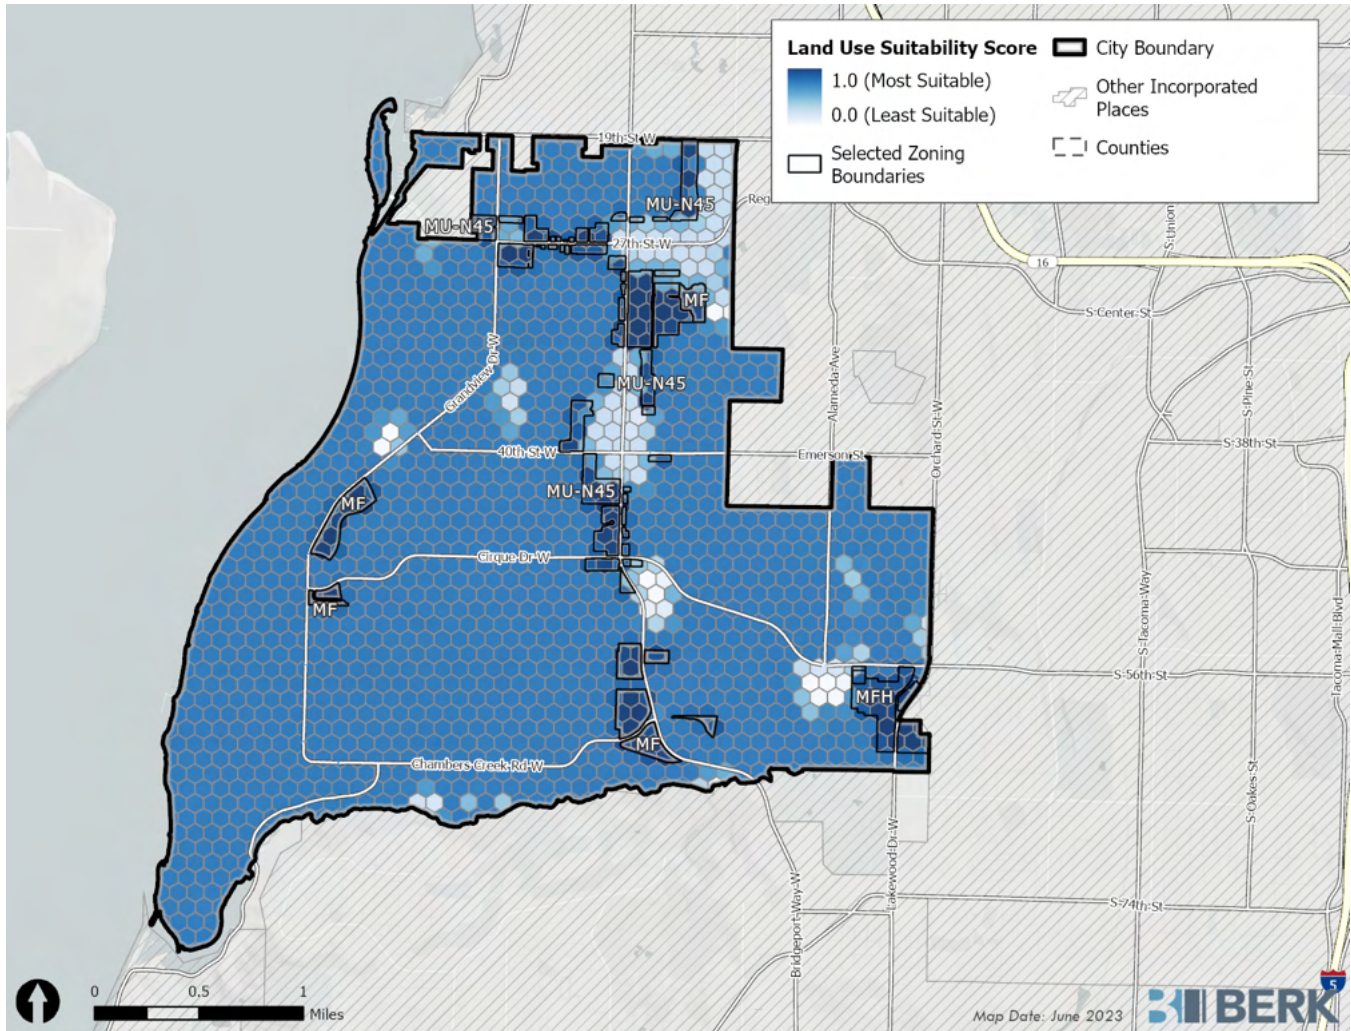 Land Use Suitability Score
1.0 (Most Suitable)
0.0 (Least Suitable)
Selected Zoning
Boundaries
City Boundary
Other Incorporated
Places
Counties
19th St W
MU-N45
Reg
MU-N45
27th St W
16
S Union
S Center St
MF
Grandview Dr W
MU-N45
Alameda Ave
Orchard St W
S Pine St
S 38th St
40th St W
Emerson St
MU-N45
MF
Cirque Dr W
MF
S Tacoma Way
Tacoma Mall Blvd
S 56th St
MFH
MF
Chambers Creek Rd W
S Oakes St
Bridgeport Way W
Lakewood Dr W
S 74th St
5
0 0.5 1
Miles
Map Date: June 2023
BERK